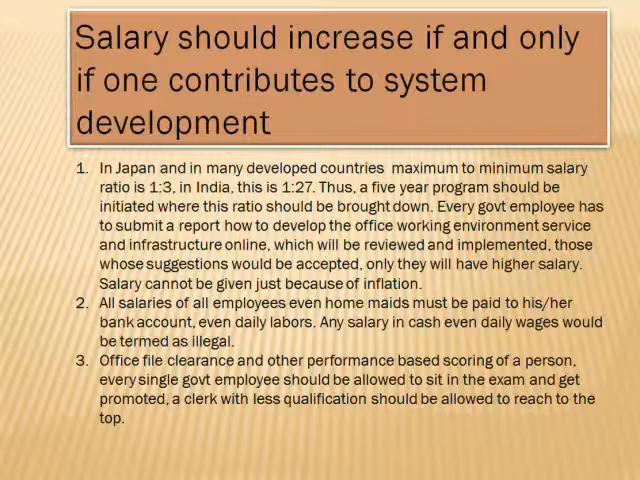 Salary should increase if and only
if one contributes to system
development
1. In Japan and in many developed countries maximum to minimum salary
ratio is 1:3, in India, this is 1:27. Thus, a five year program should be
initiated where this ratio should be brought down. Every govt employee has
to submit a report how to develop the office working environment service
and infrastructure online, which will be reviewed and implemented, those
whose suggestions would be accepted, only they will have higher salary.
Salary cannot be given just because of inflation.
2. All salaries of all employees even home maids must be paid to his/her
bank account, even daily labors. Any salary in cash even daily wages would
be termed as illegal.
3. Office file clearance and other performance based scoring of a person,
every single govt employee should be allowed to sit in the exam and get
promoted, a clerk with less qualification should be allowed to reach to the
top.